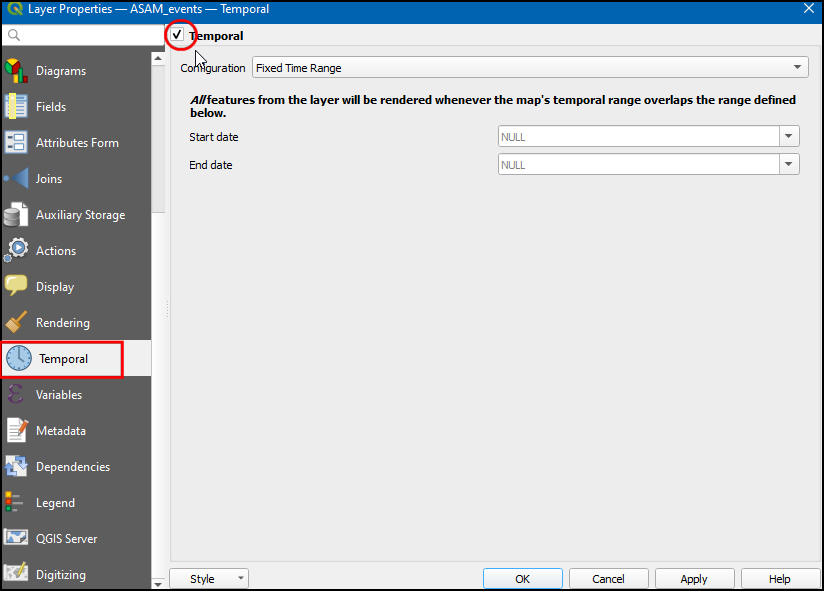 Layer Properties — ASAM_events — Temporal
Temporal
Configuration Fixed Time Range
All features from the layer will be rendered whenever the map's temporal range overlaps the range defined
below.
Start date NULL
End date NULL
Diagrams
Fields
Attributes Form
Joins
Auxiliary Storage
Actions
Display
Rendering
Temporal
Variables
Metadata
Dependencies
Legend
QGIS Server
Digitizing
Style OK Cancel Apply Help